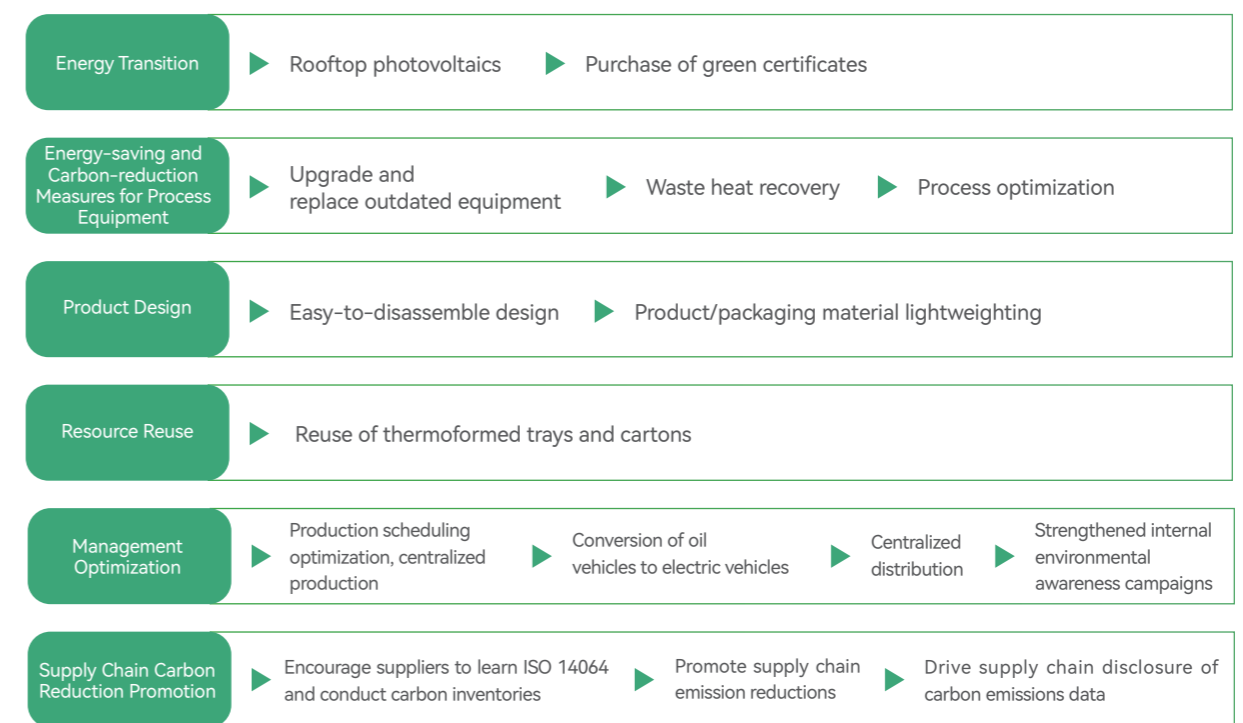 Energy Transition
Rooftop photovoltaics
Purchase of green certificates
Energy-saving and
Carbon-reduction
Measures for Process
Equipment
Upgrade and
replace outdated equipment
Waste heat recovery
Process optimization
Product Design
Easy-to-disassemble design
Product/packaging material lightweighting
Resource Reuse
Reuse of thermoformed trays and cartons
Management
Optimization
Production scheduling
optimization, centralized
production
Conversion of oil
vehicles to electric vehicles
Centralized
distribution
Strengthened internal
environmental
awareness campaigns
Supply Chain Carbon
Reduction Promotion
Encourage suppliers to learn ISO 14064
and conduct carbon inventories
Promote supply chain
emission reductions
Drive supply chain disclosure of
carbon emissions data